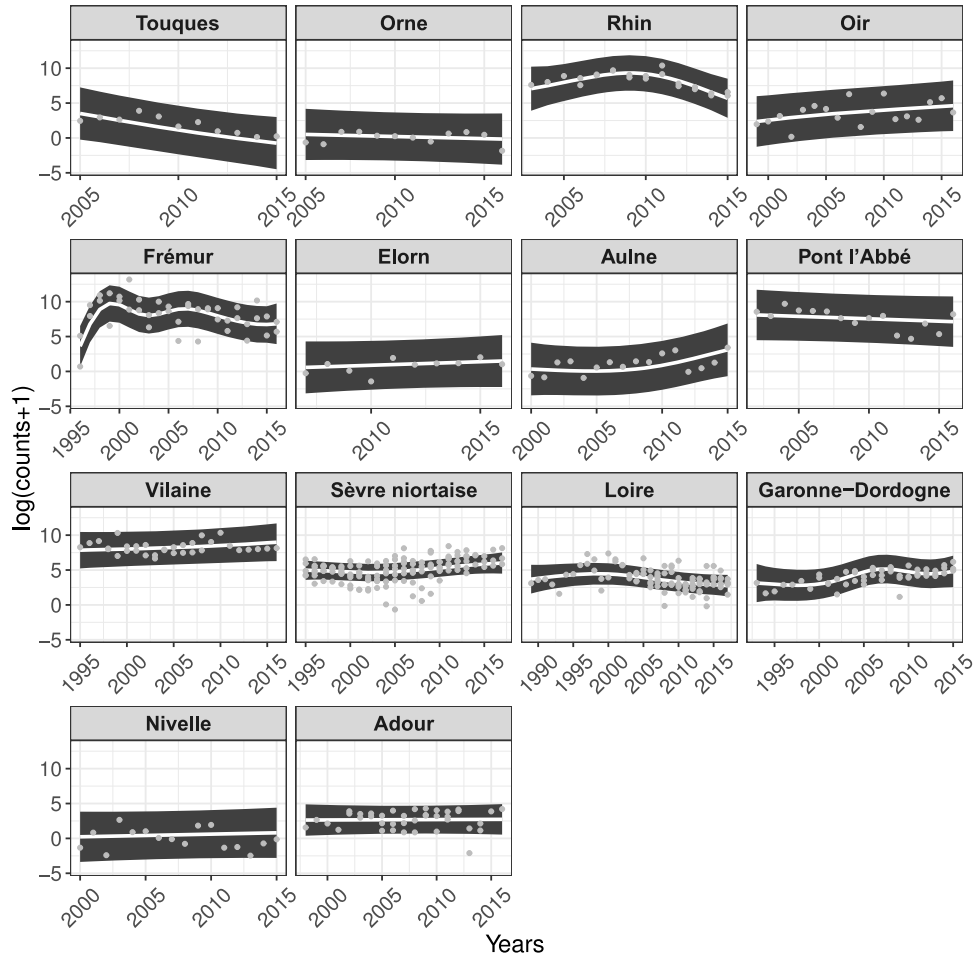 Touques Orne Rhin Oir
10
5
0
−5
2005 2010 2015 2005 2010 2015 2005 2010 2015 2000 2005 2010 2015
Frémur Elorn Aulne Pont l'Abbé
10
5
0
−5
1995 2000 2005 2010 2015 2010 2015 2000 2005 2010 2015 2005 2010 2015
log(counts+1)
Vilaine Sèvre niortaise Loire Garonne−Dordogne
10
5
0
−5
1995 2000 2005 2010 2015 1995 2000 2005 2010 2015 1990 1995 2000 2005 2010 2015 1995 2000 2005 2010 2015
Nivelle Adour
10
5
0
−5
2000 2005 2010 2015 2000 2005 2010 2015
Years